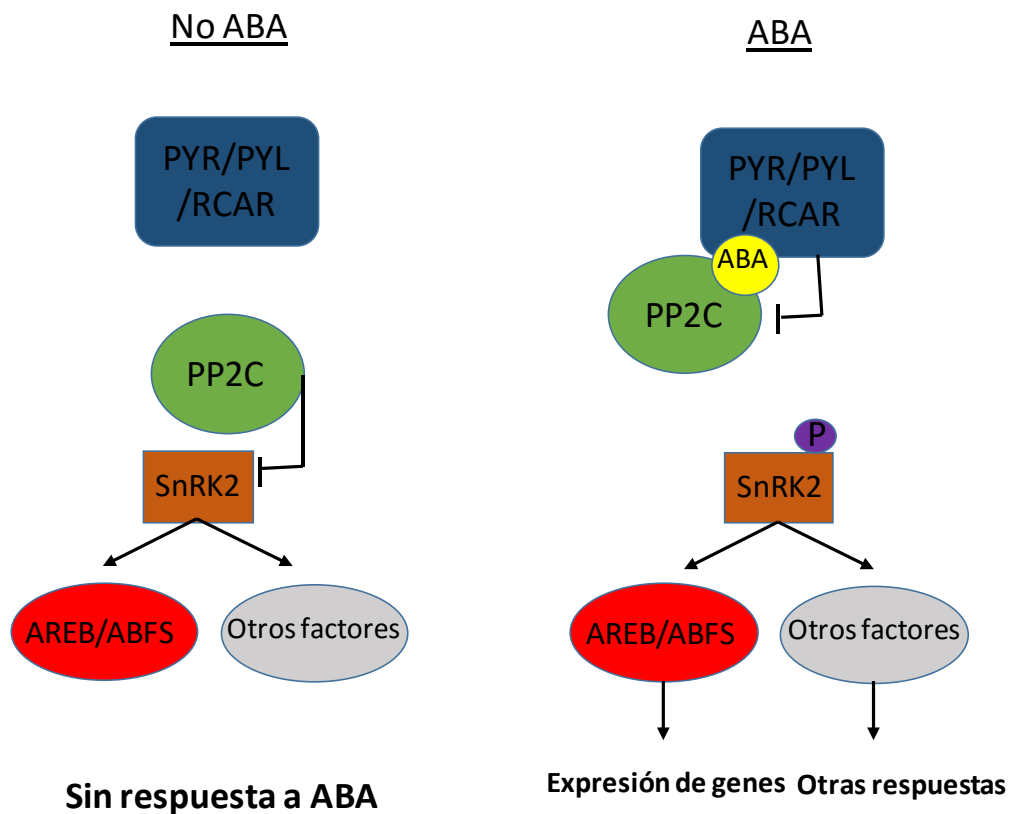 No ABA
PYR/PYL
/RCAR
PP2C
SnRK2
AREB/ABFS
Otros factores
Sin respuesta a ABA
ABA
PYR/PYL
/RCAR
ABA
PP2C
P
SnRK2
AREB/ABFS
Otros factores
Expresión de genes
Otras respuestas